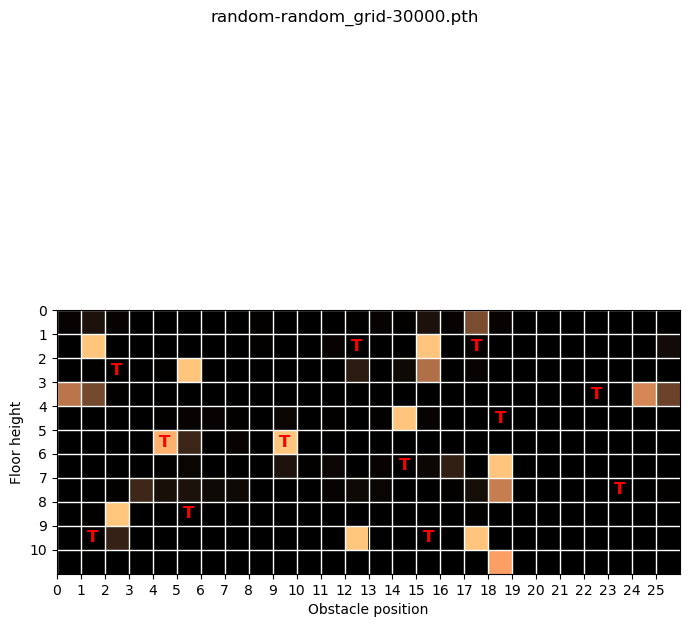 random-random_grid-30000.pth
0
1
T T
2
T
3
T
4
T
5
T T
6
T
7
T
8
T
9
T T
10
0 1 2 3 4 5 6 7 8 9 10 11 12 13 14 15 16 17 18 19 20 21 22 23 24 25
Floor height
Obstacle position